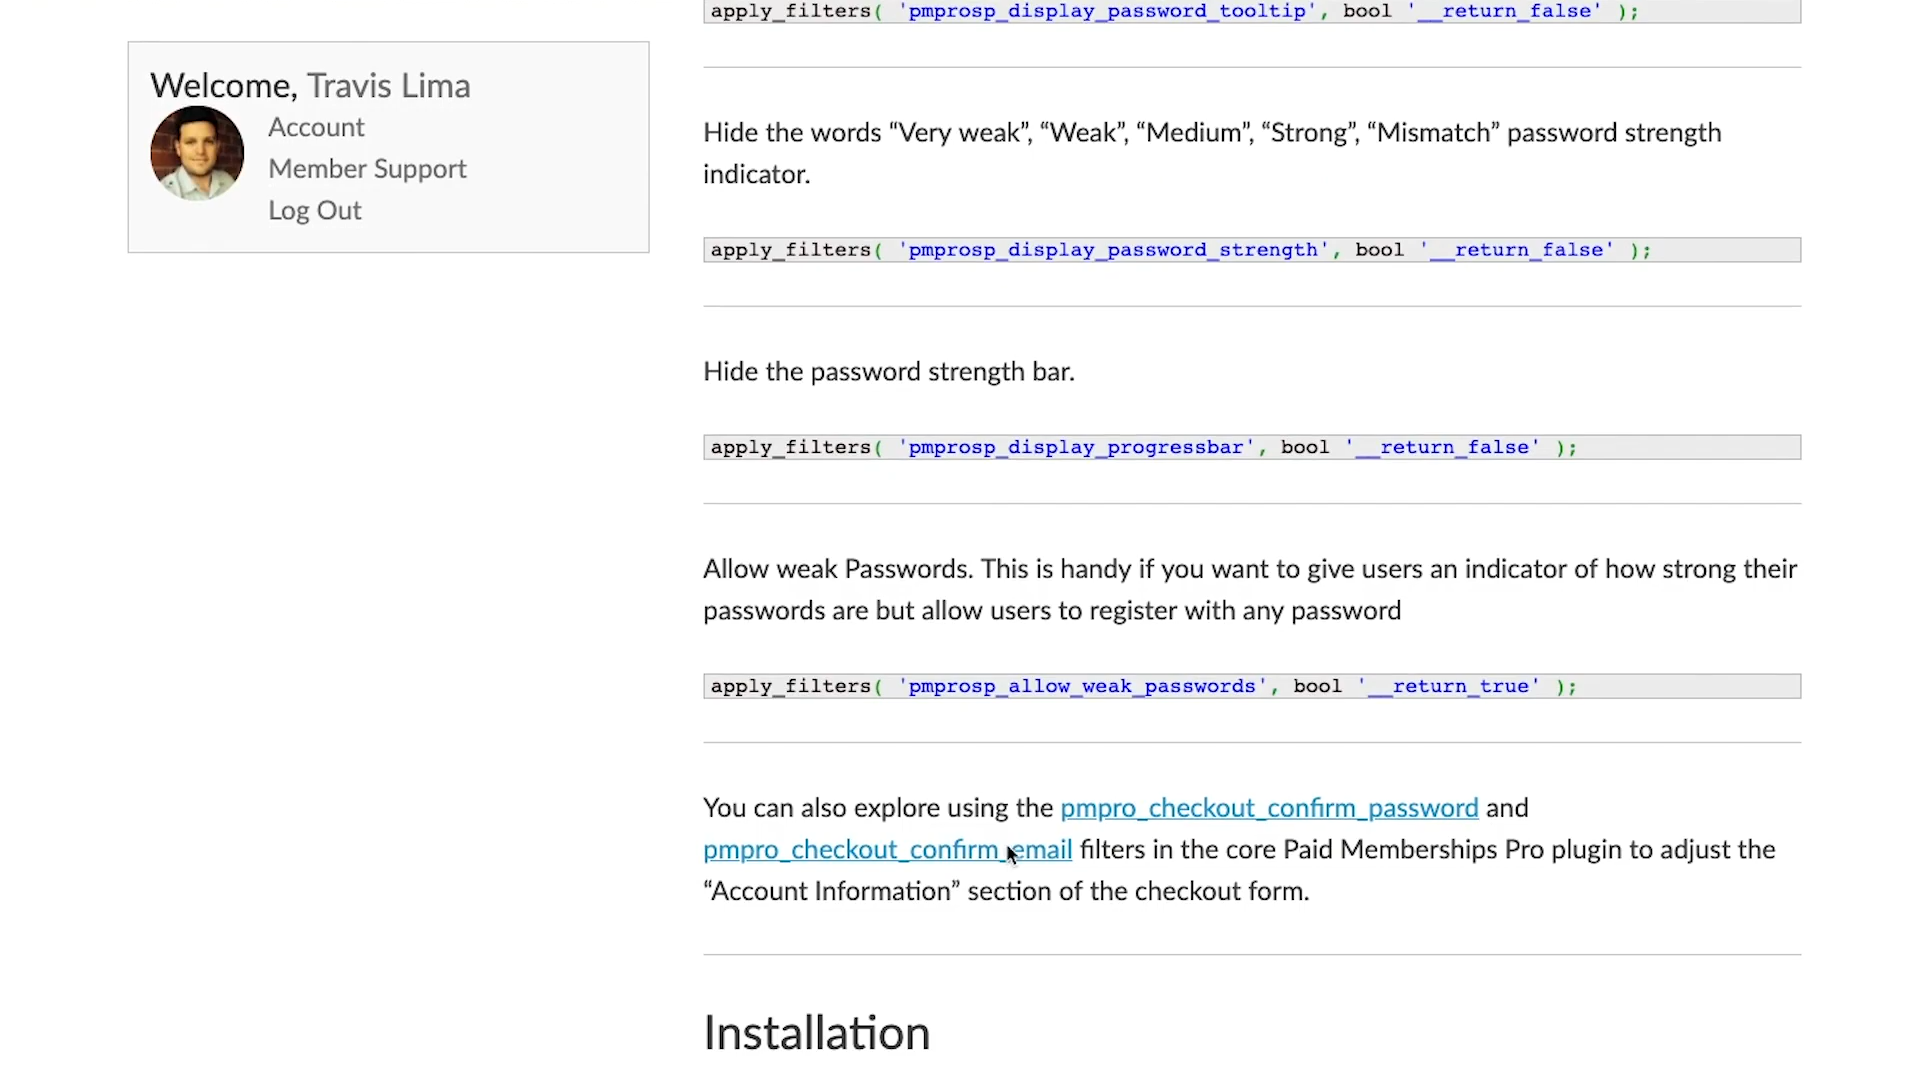 apply_filters( 'pmprosp_display_password_tooltip', bool '__return_false' );
Welcome, Travis Lima
Account
Member Support
Log Out
Hide the words “Very weak”, “Weak”, “Medium”, “Strong”, “Mismatch” password strength
indicator.
apply_filters( 'pmprosp_display_password_strength', bool '__return_false' );
Hide the password strength bar.
apply_filters( 'pmprosp_display_progressbar', bool '__return_false' );
Allow weak Passwords. This is handy if you want to give users an indicator of how strong their
passwords are but allow users to register with any password
apply_filters( 'pmprosp_allow_weak_passwords', bool '__return_true' );
You can also explore using the pmpro_checkout_confirm_password and
pmpro_checkout_confirm_email filters in the core Paid Memberships Pro plugin to adjust the
“Account Information” section of the checkout form.
Installation